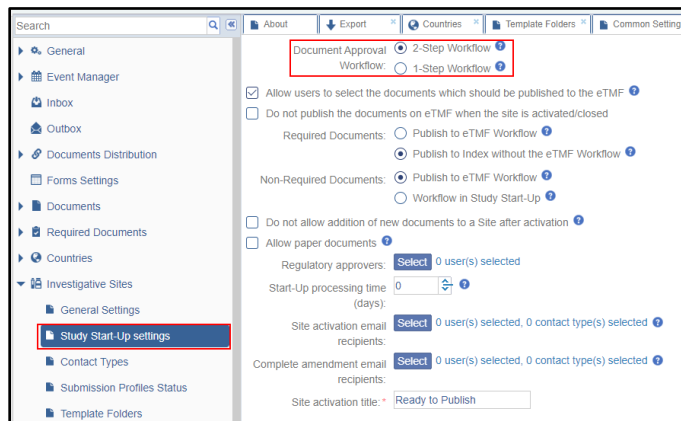 Search
About
Export
Countries
Template Folders
Common Setting
General
Event Manager
Inbox
Outbox
Documents Distribution
Forms Settings
Documents
Required Documents
Countries
Investigative Sites
General Settings
Study Start-Up settings
Contact Types
Submission Profiles Status
Template Folders
Document Approval Workflow:
2-Step Workflow
1-Step Workflow
Allow users to select the documents which should be published to the eTMF
Do not publish the documents on eTMF when the site is activated/closed
Required Documents:
Publish to eTMF Workflow
Publish to Index without the eTMF Workflow
Non-Required Documents:
Publish to eTMF Workflow
Workflow in Study Start-Up
Do not allow addition of new documents to a Site after activation
Allow paper documents
Regulatory approvers: Select 0 user(s) selected
Start-Up processing time 0
(days):
Site activation email Select 0 user(s) selected, 0 contact type(s) selected
recipients:
Complete amendment email Select 0 user(s) selected, 0 contact type(s) selected
recipients:
Site activation title: * Ready to Publish